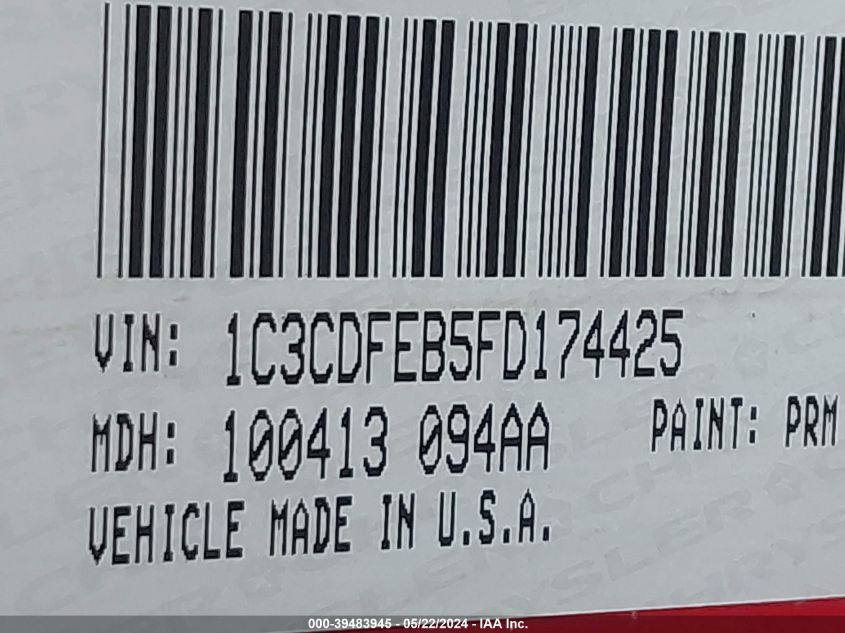 VIN: 1C3CDFEB5FD174425
MDH: 100413 094AA PAINT: PRM
VEHICLE MADE IN U.S.A.
000-39483945 - 05/22/2024 - IAA Inc.